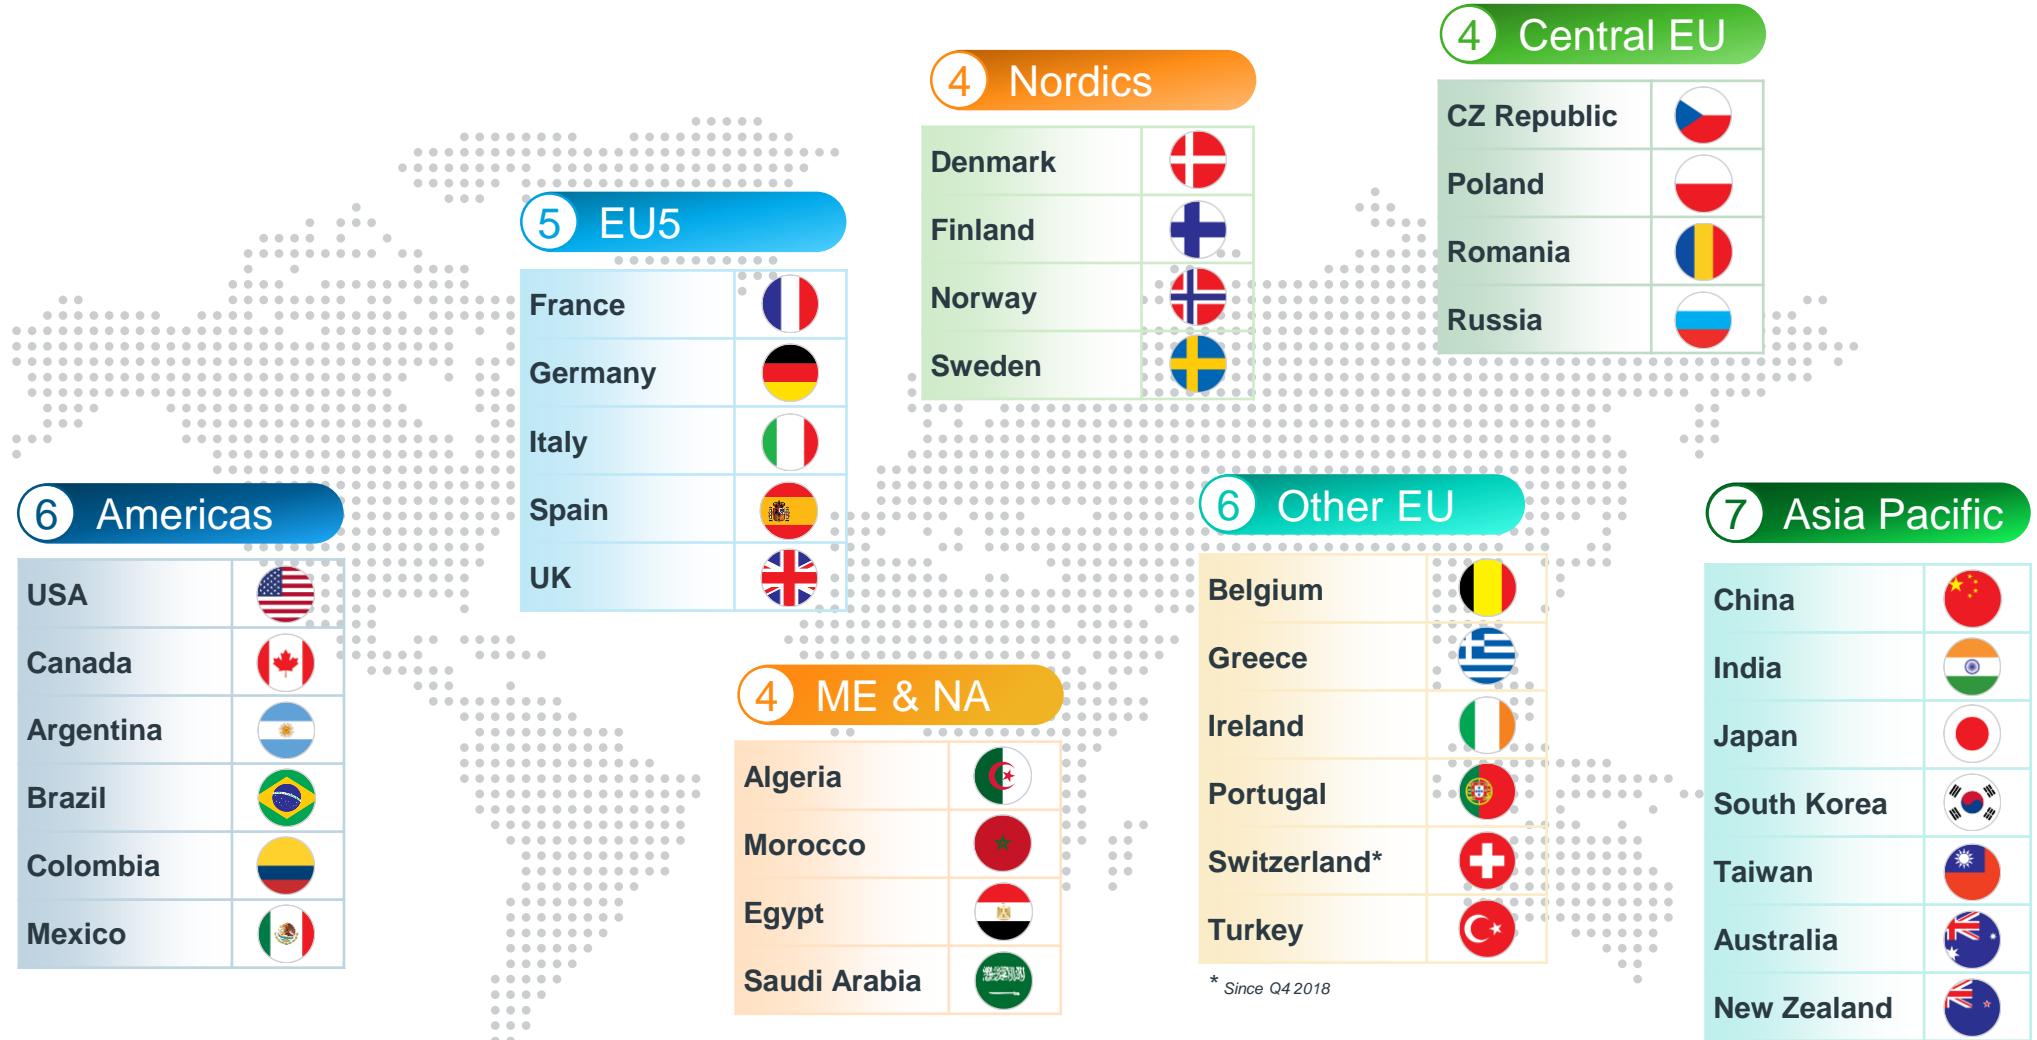 4 Central EU
CZ Republic
Poland
Romania
Russia
4 Nordics
Denmark
Finland
Norway
Sweden
5 EU5
France
Germany
Italy
Spain
UK
6 Americas
USA
Canada
Argentina
Brazil
Colombia
Mexico
4 ME & NA
Algeria
Morocco
Egypt
Saudi Arabia
6 Other EU
Belgium
Greece
Ireland
Portugal
Switzerland*
Turkey
* Since Q4 2018
7 Asia Pacific
China
India
Japan
South Korea
Taiwan
Australia
New Zealand